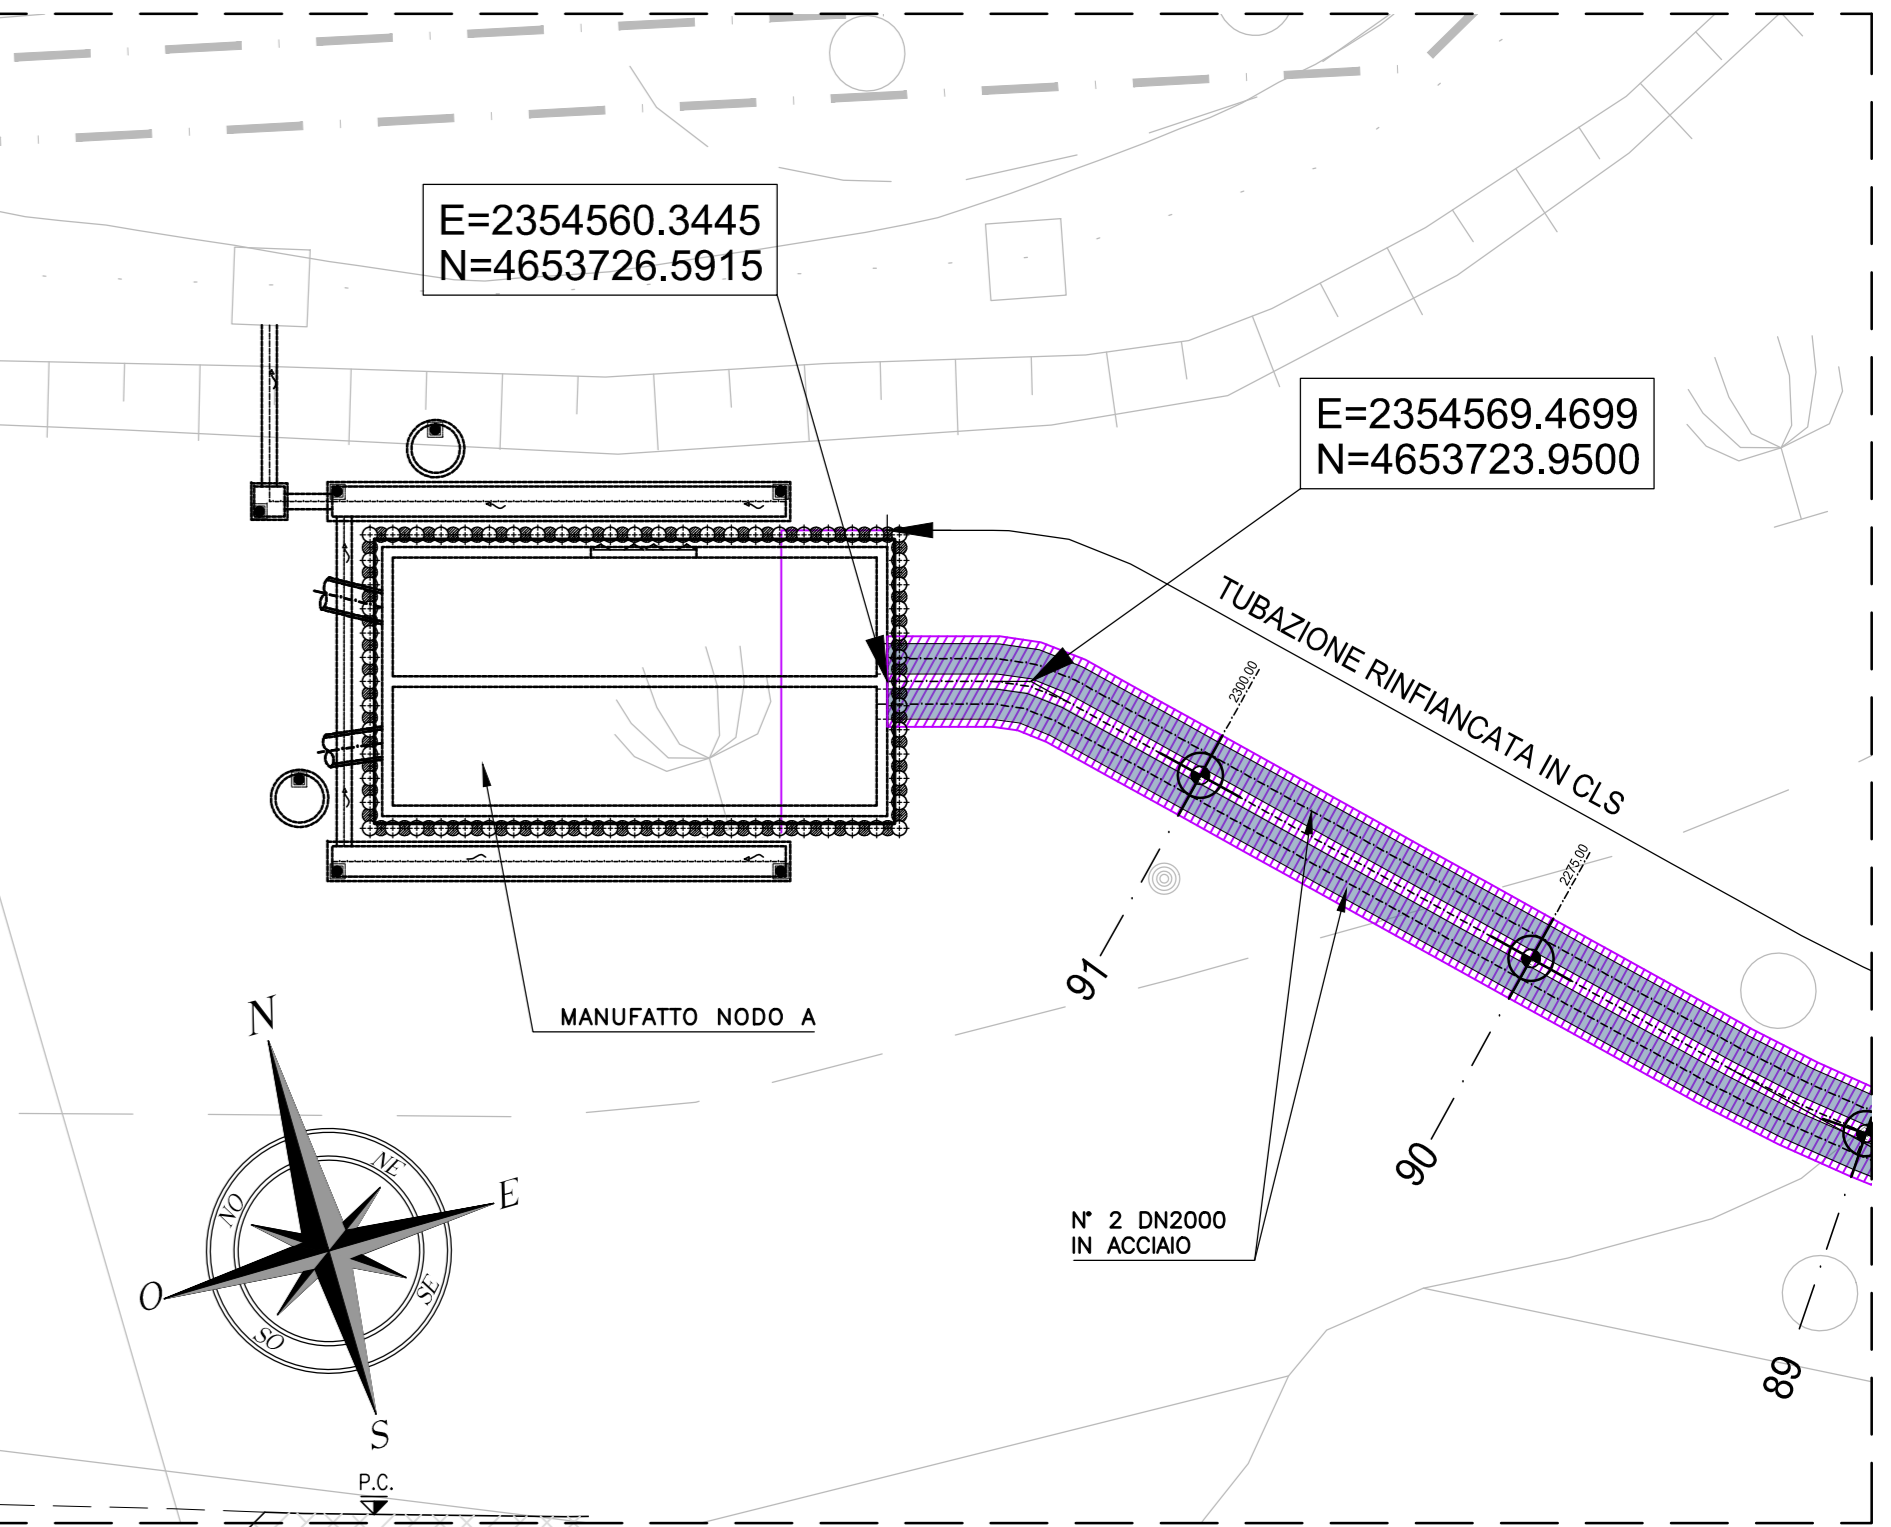 E=2354560.3445
N=4653726.5915
E=2354569.4699
N=4653723.9500
TUBAZIONE RINFIANCATA IN CLS
2300.00
2275.00
91
90
89
MANUFATTO NODO A
N° 2 DN2000
IN ACCIAIO
N
NE
E
SE
S
SO
O
NO
P.C.